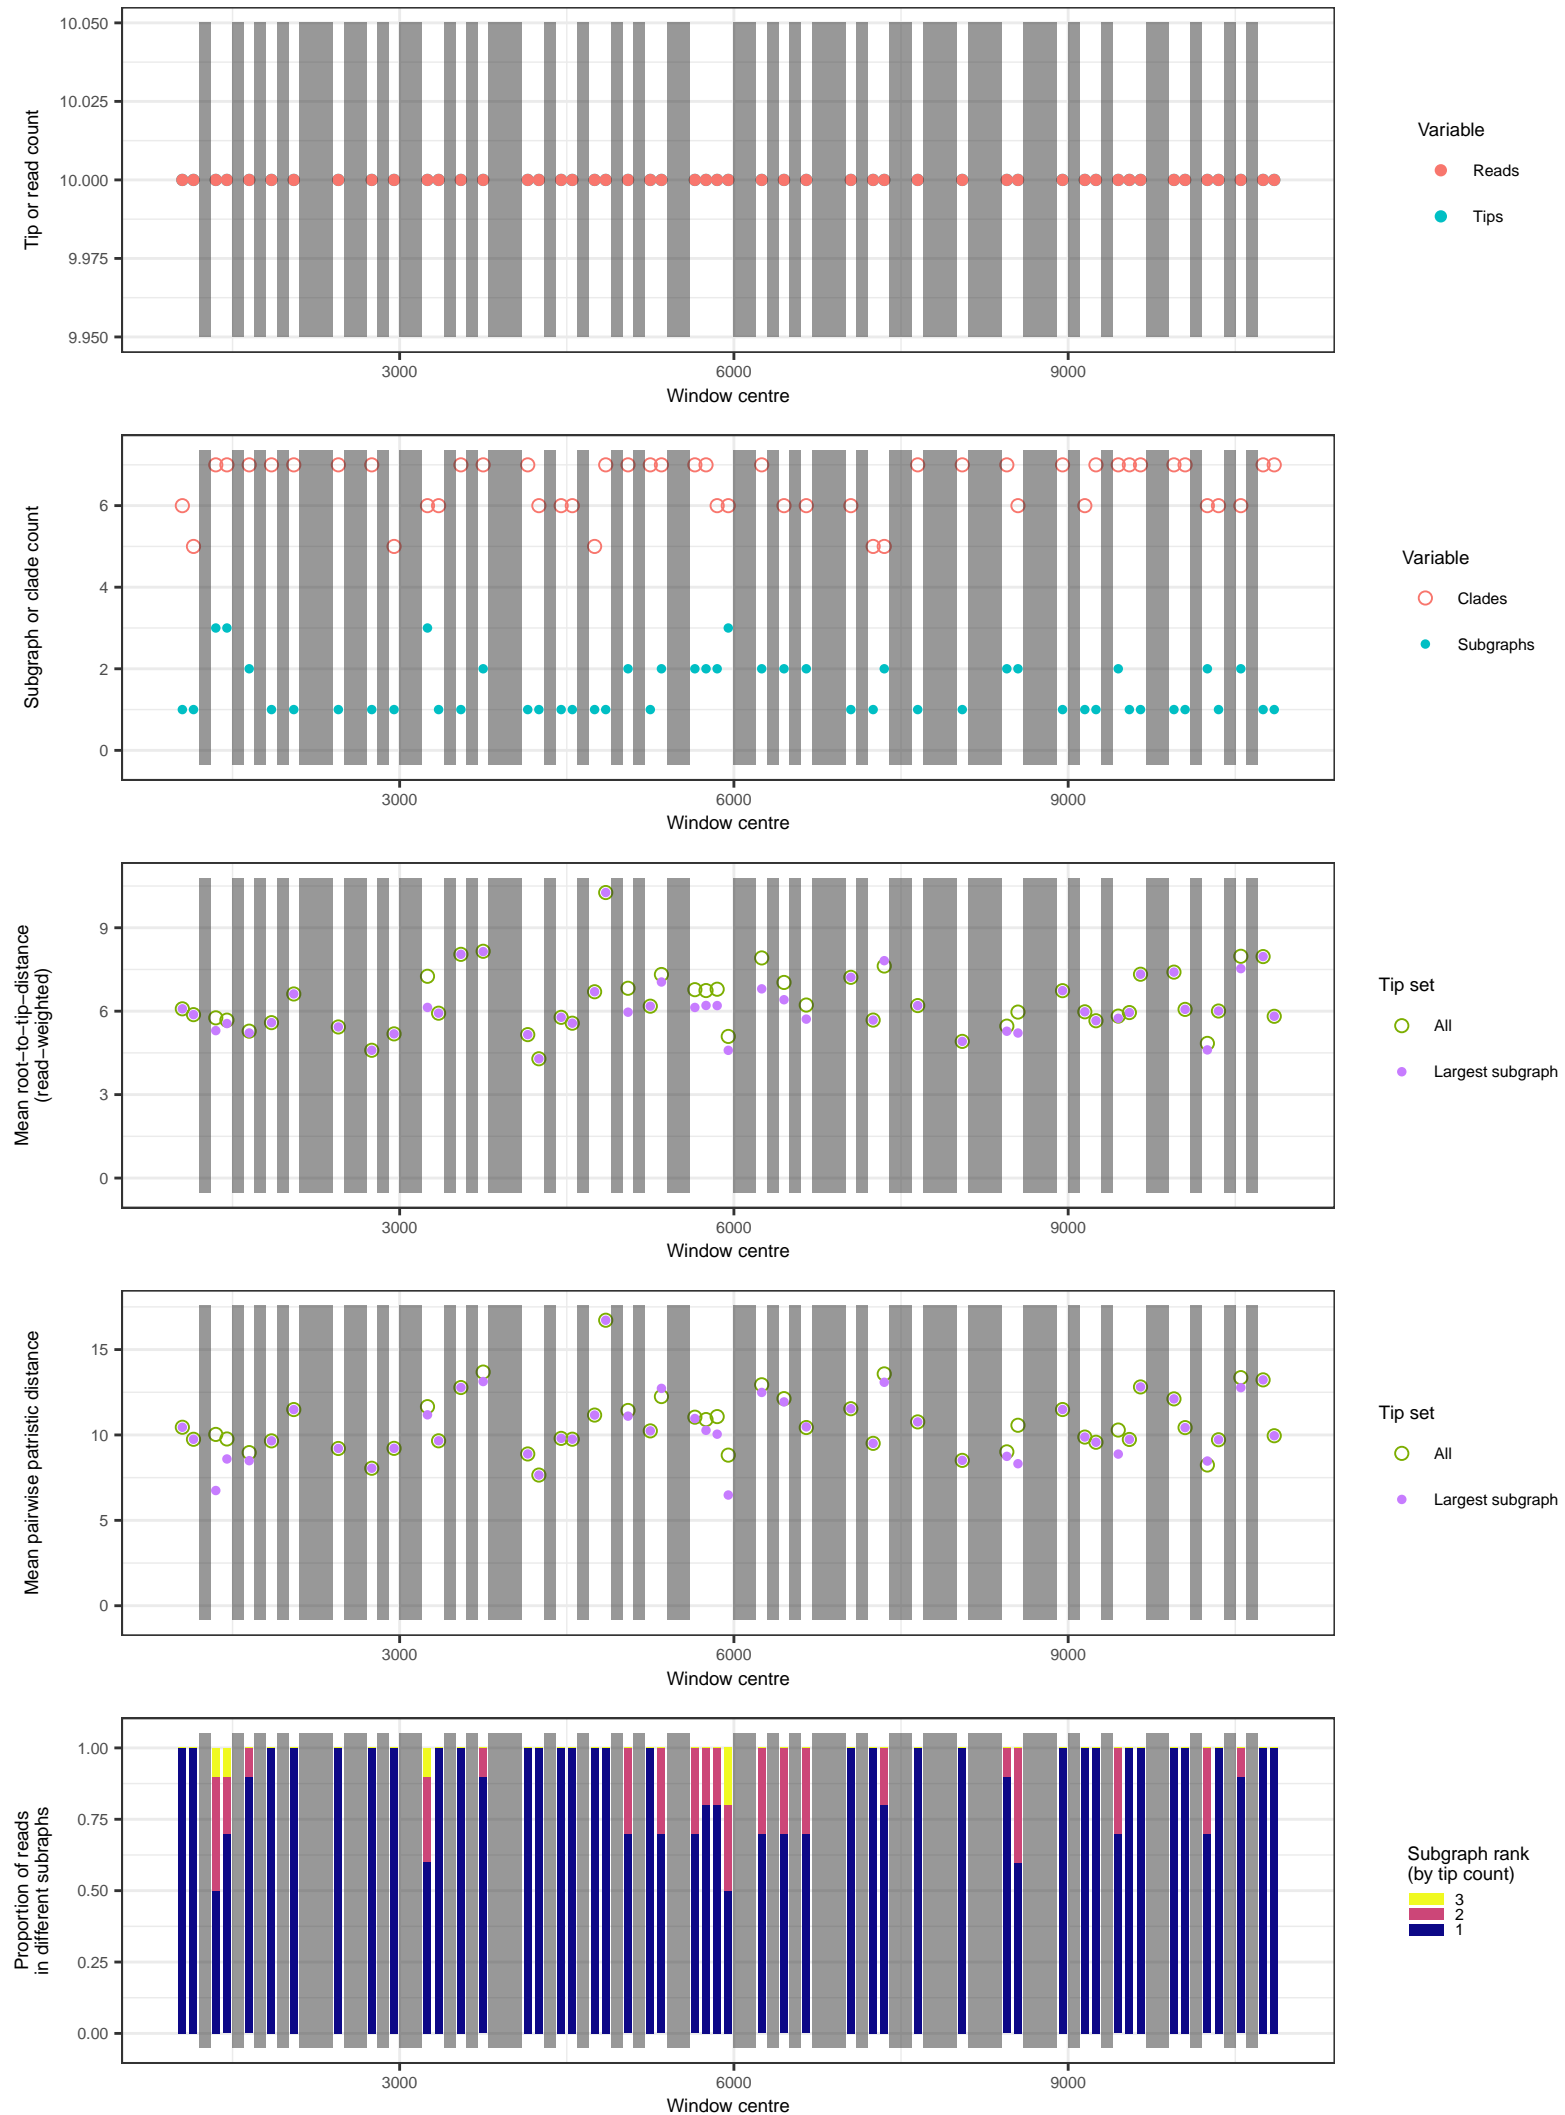 10.050
10.025
10.000
9.975
9.950
Tip or read count
3000
6000
9000
Window centre
Variable
Reads
Tips
6
4
2
0
Subgraph or clade count
3000
6000
9000
Window centre
Variable
Clades
Subgraphs
9
6
3
0
Mean root−to−tip−distance
(read−weighted)
3000
6000
9000
Window centre
Tip set
All
Largest subgraph
15
10
5
0
Mean pairwise patristic distance
3000
6000
9000
Window centre
Tip set
All
Largest subgraph
1.00
0.75
0.50
0.25
0.00
Proportion of reads
in different subraphs
3000
6000
9000
Window centre
Subgraph rank
(by tip count)
3
2
1